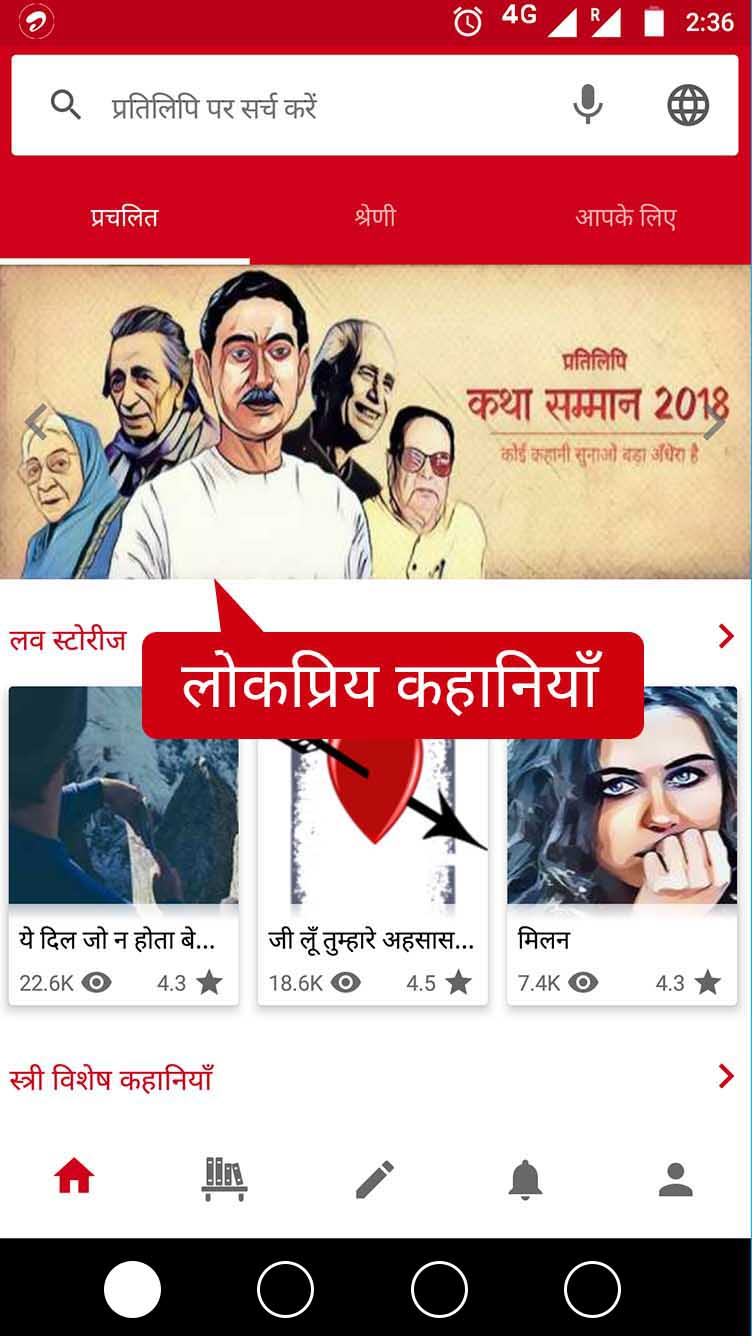 4G R 2:36
प्रतिलिपि पर सर्च करें
प्रचलित श्रेणी आपके लिए
प्रतिलिपि
कथा सम्मान 2018
कोई कहानी सुनाओ बड़ा अँधेरा है
लव स्टोरीज
लोकप्रिय कहानियाँ
ये दिल जो न होता बे... जी लूँ तुम्हारे अहसास... मिलन
22.6K 4.3 18.6K 4.5 7.4K 4.3
स्त्री विशेष कहानियाँ